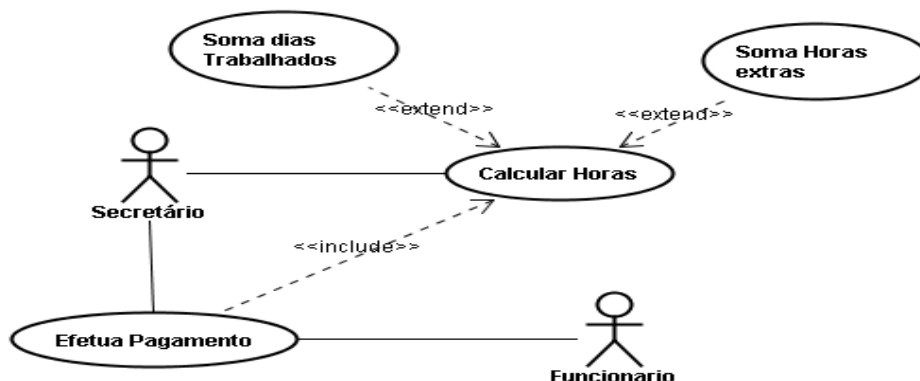 Soma dias
Trabalhados
Soma Horas
extras
<<extend>>
<<extend>>
Calcular Horas
Secretário
<<include>>
Efetua Pagamento
Funcionario